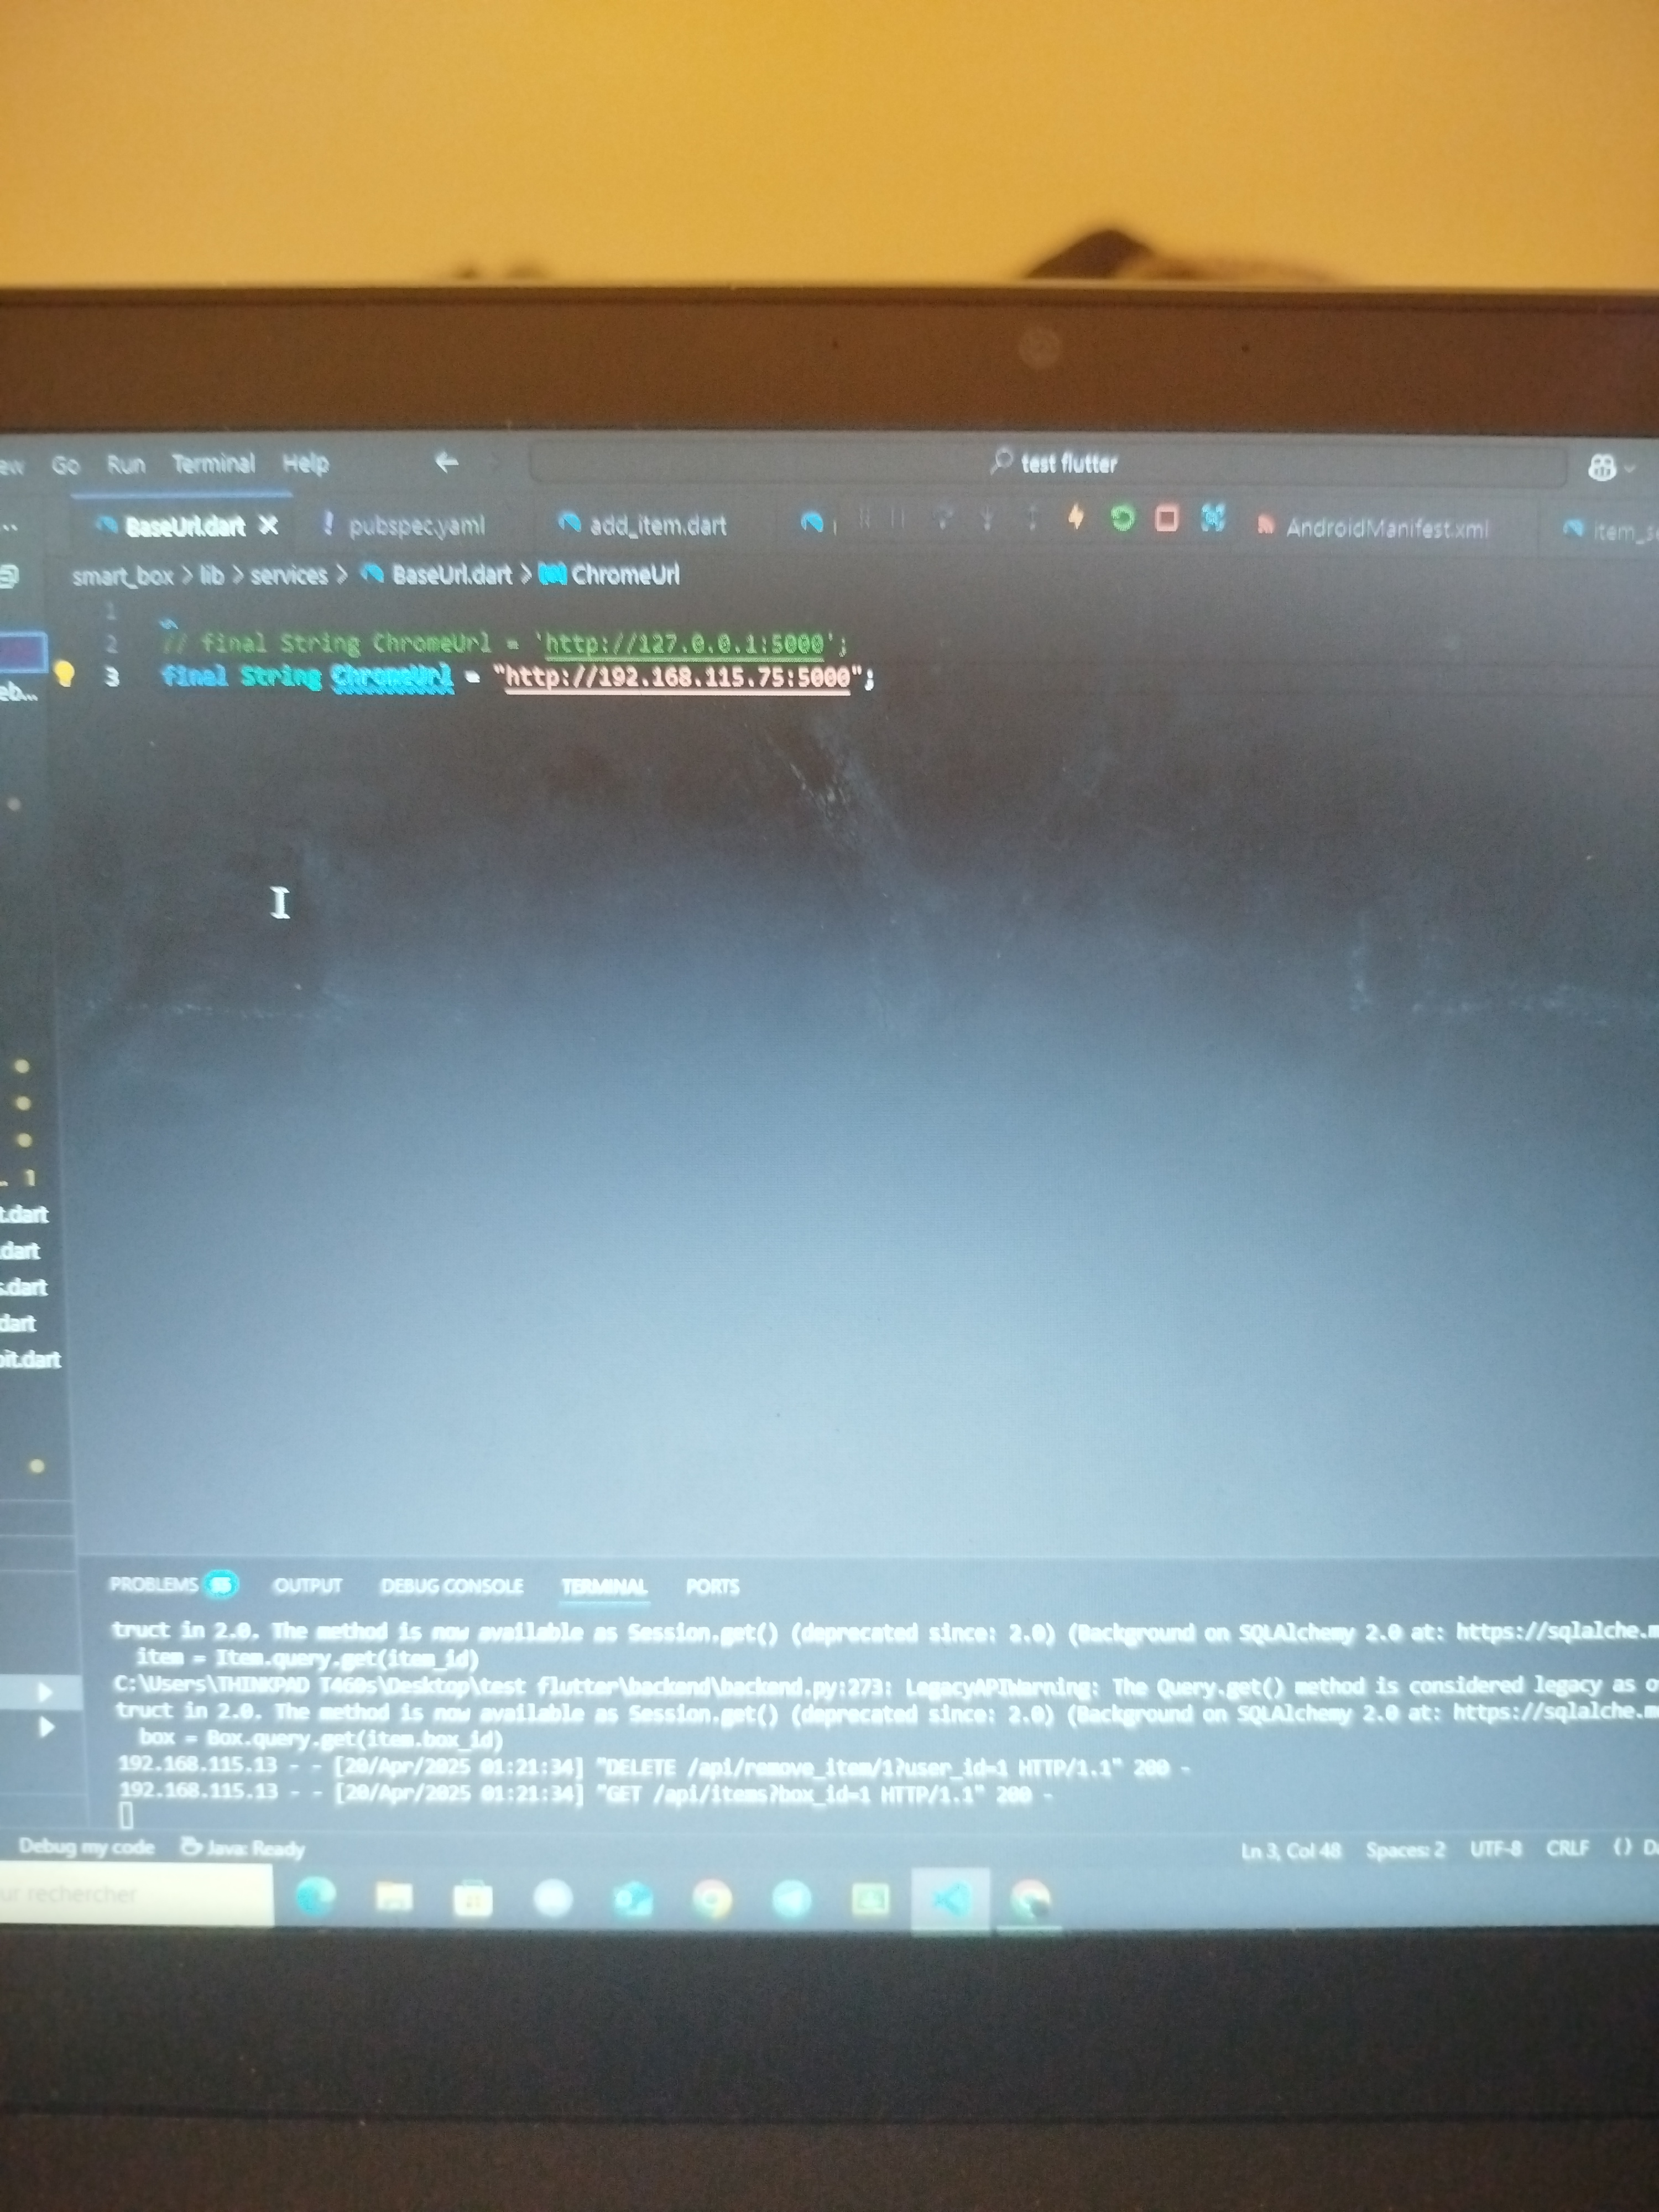 Go Run Terminal Help
test flutter
BaseUrl.dart
pubspec.yaml
add_item.dart
AndroidManifest.xml
smart_box > lib > services > BaseUrl.dart > ChromeUrl
1
2 // final String ChromeUrl = 'http://127.0.0.1:5000';
3 final String ChromeUrl = "http://192.168.115.75:5000";
eb...
1
t.dart
.dart
s.dart
dart
bit.dart
PROBLEMS OUTPUT DEBUG CONSOLE TERMINAL PORTS
truct in 2.0. The method is now available as Session.get() (deprecated since: 2.0) (Background on SQLAlchemy 2.0 at: https://sqlalche.m
item = Item.query.get(item_id)
C:\Users\THINKPAD T460s\Desktop\test flutter\backend\backend.py:273: LegacyAPIWarning: The Query.get() method is considered legacy as o
truct in 2.0. The method is now available as Session.get() (deprecated since: 2.0) (Background on SQLAlchemy 2.0 at: https://sqlalche.m
box = Box.query.get(item.box_id)
192.168.115.13 - - [20/Apr/2025 01:21:34] "DELETE /api/remove_item/1?user_id=1 HTTP/1.1" 200 -
192.168.115.13 - - [20/Apr/2025 01:21:34] "GET /api/items?box_id=1 HTTP/1.1" 200 -
Debug my code Java: Ready
Ln 3, Col 48 Spaces: 2 UTF-8 CRLF {} D
ur rechercher